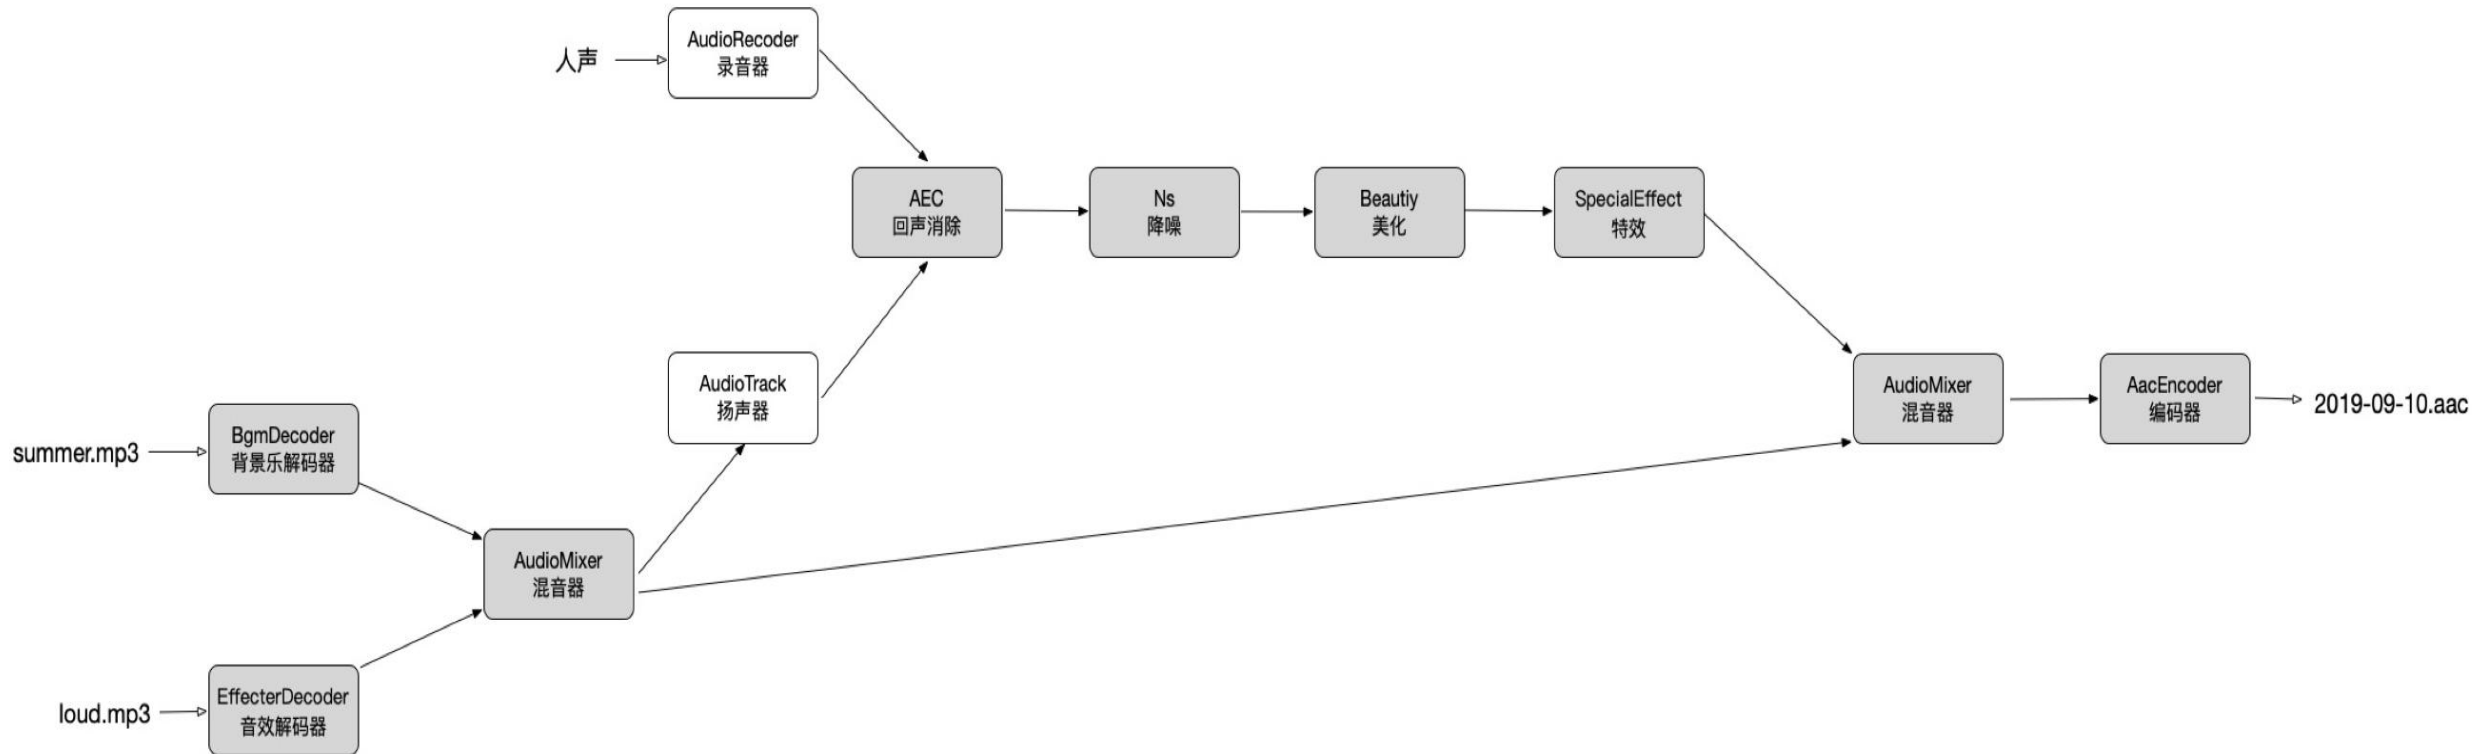 人声
AudioRecoder
录音器
AEC
回声消除
Ns
降噪
Beautiy
美化
SpecialEffect
特效
AudioTrack
扬声器
AudioMixer
混音器
AacEncoder
编码器
2019-09-10.aac
summer.mp3
BgmDecoder
背景乐解码器
AudioMixer
混音器
loud.mp3
EffecterDecoder
音效解码器